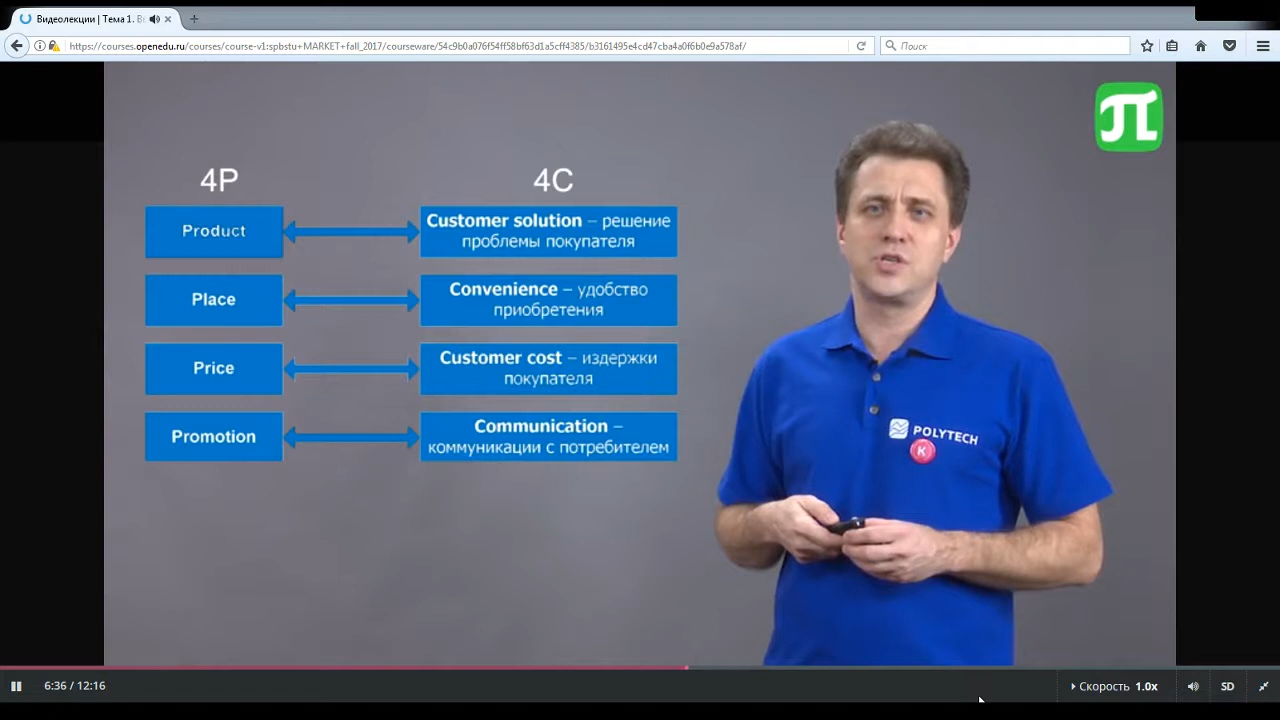 Видеолекции | Тема 1. В
https://courses.openedu.ru/courses/course-v1:spbstu+MARKET+fall_2017/courseware/54c9b0a076f54ff58bf63d1a5cff4385/b3161495e4cd47cba4a0f6b0e9a578af/
Поиск
4P
4C
Product
Customer solution – решение
проблемы покупателя
Place
Convenience – удобство
приобретения
Price
Customer cost – издержки
покупателя
Promotion
Communication –
коммуникации с потребителем
POLYTECH
K
6:36 / 12:16
Скорость 1.0x
SD